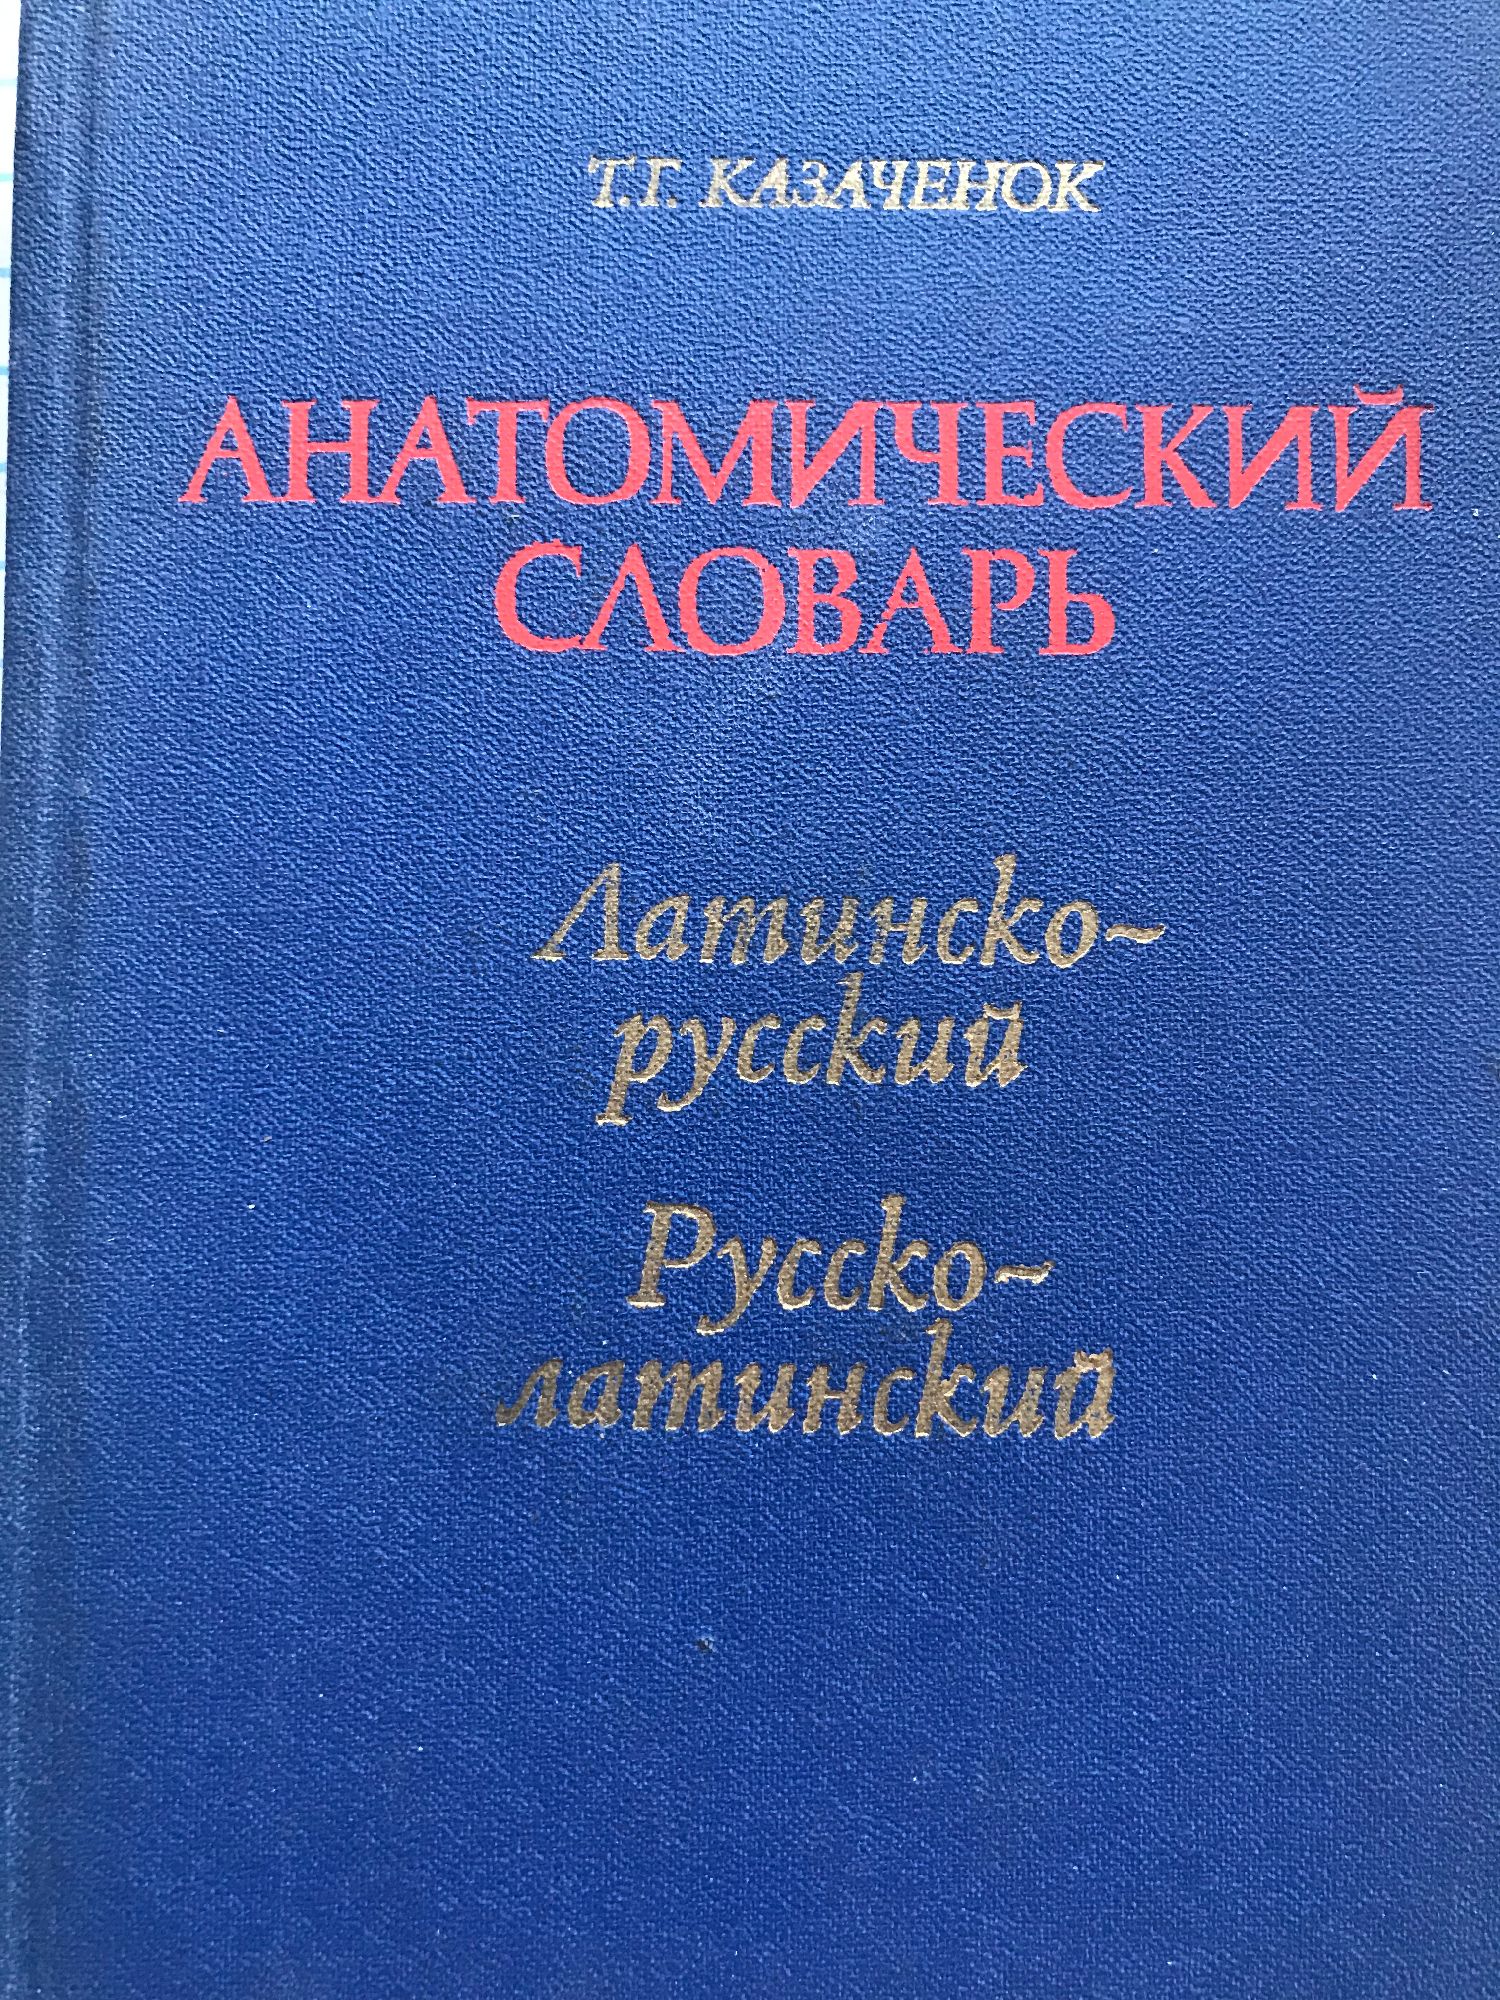 Т.Г. КАЗАЧЕНОК
АНАТОМИЧЕСКИЙ
СЛОВАРЬ
Латинско-
русский
Русско-
латинский